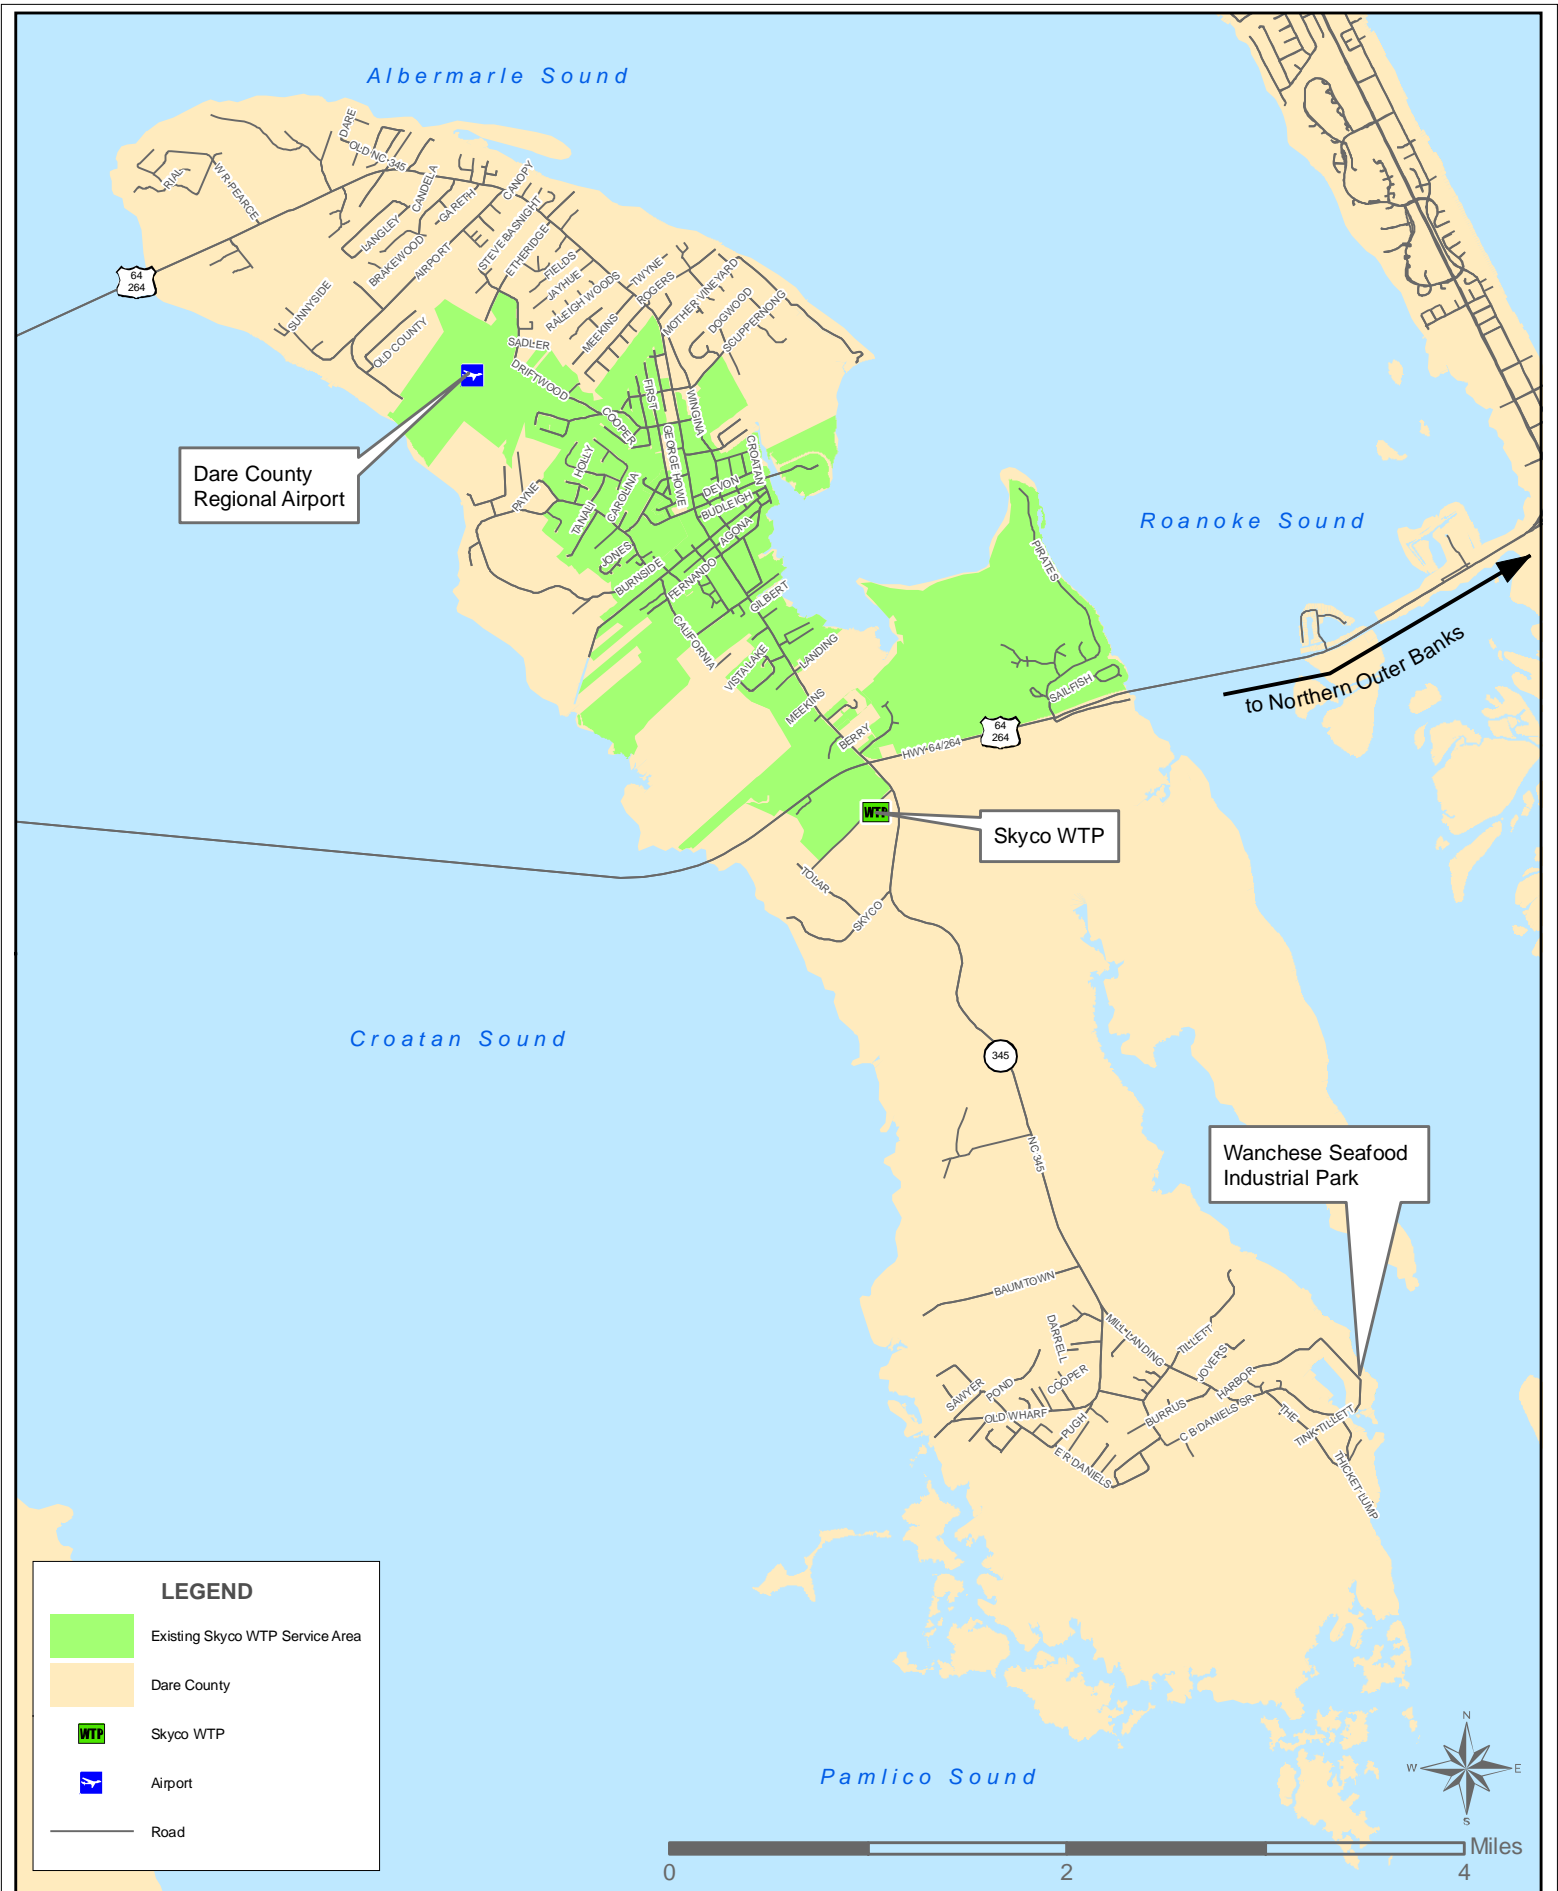 Albermarle Sound
DARE
OLD NC 345
RIAL
W R PEARCE
CANDELA
GARETH
CANOPY
LANGLEY
BRAKEWOOD
AIRPORT
STEVE BASNIGHT
ETHERIDGE
FIELDS
JAYHUE
RALEIGH WOODS
TWYNE
ROGERS
MOTHER VINEYARD
DOGWOOD
SCUPPERNONG
MEEKINS
64
264
SUNNYSIDE
OLD COUNTY
SADLER
DRIFTWOOD
FIRST
WINGINA
COOPER
GEORGE HOWE
CROATAN
HOLLY
CAROLINA
TANALI
PAYNE
DEVON
BUDLEIGH
AGONA
JONES
BURNSIDE
FERNANDO
GILBERT
CALIFORNIA
VISTA LAKE
LANDING
MEEKINS
BERRY
Dare County
Regional Airport
Roanoke Sound
PIRATES
SAILFISH
to Northern Outer Banks
64
264
HWY 64/264
WTP
Skyco WTP
TOLAR
SKYCO
Croatan Sound
345
NC 345
Wanchese Seafood
Industrial Park
BAUMTOWN
DARRELL
MILL LANDING
TILLETT
JOVERS
HARBOR
SAWYER
POND
COOPER
OLD WHARF
PUGH
BURRUS
C B DANIELS SR
THE
TINK TILLETT
E R DANIELS
THICKET LUMP
LEGEND
Existing Skyco WTP Service Area
Dare County
WTP
Skyco WTP
Airport
Road
Pamlico Sound
N
W
E
S
Miles
0
2
4